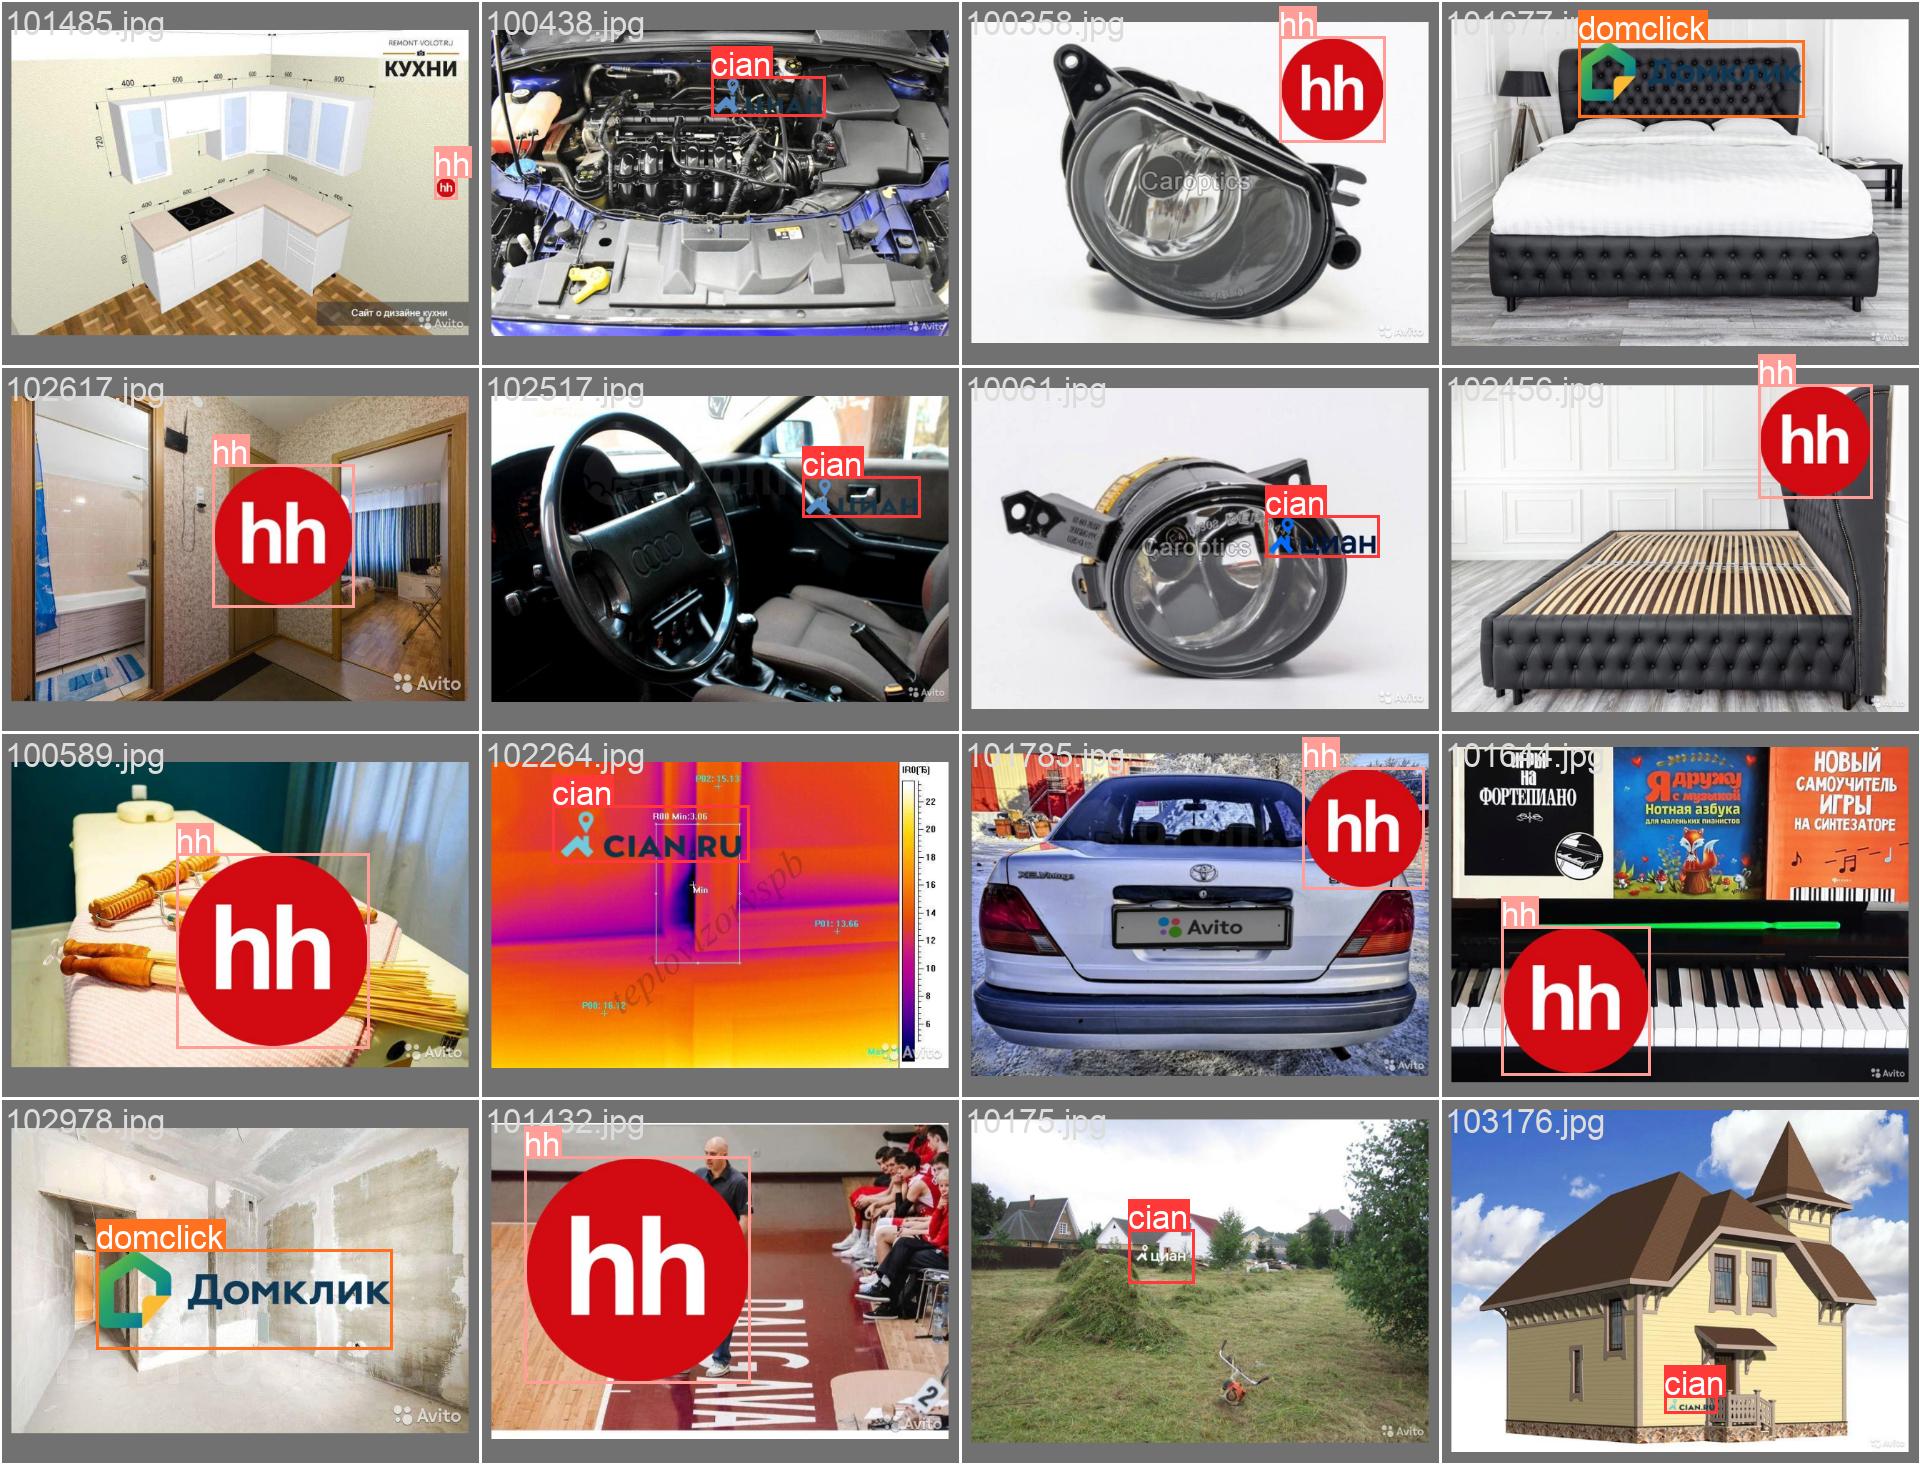 101485.jpg
REMONT-VOLOT.RU
КУХНИ
400
600
400
600
600
800
720
hh
hh
600
400
400
Сайт о дизайне кухни
Avito
100438.jpg
cian
циан
Avito
100358.jpg
hh
hh
Caroptics
Avito
101677.jpg
domclick
Домклик
Avito
102617.jpg
hh
hh
Avito
102517.jpg
cian
циан
Avito
10061.jpg
cian
циан
Caroptics
Avito
102456.jpg
hh
hh
Avito
100589.jpg
hh
hh
Avito
102264.jpg
cian
CIAN.RU
P02: 15.13
R00 Min:3.06
Min
P01: 13.66
P00: 16.12
teplovizoryspb
22
20
18
16
14
12
10
8
6
Avito
101785.jpg
hh
hh
Avito
Avito
101644.jpg
ИГРЫ
НА
ФОРТЕПИАНО
Я дружу
с музыкой
Нотная азбука
для маленьких пианистов
НОВЫЙ
САМОУЧИТЕЛЬ
ИГРЫ
НА СИНТЕЗАТОРЕ
hh
hh
Avito
102978.jpg
domclick
Домклик
Avito
101432.jpg
hh
hh
2
Avito
10175.jpg
cian
циан
Avito
103176.jpg
cian
CIAN.RU
Avito